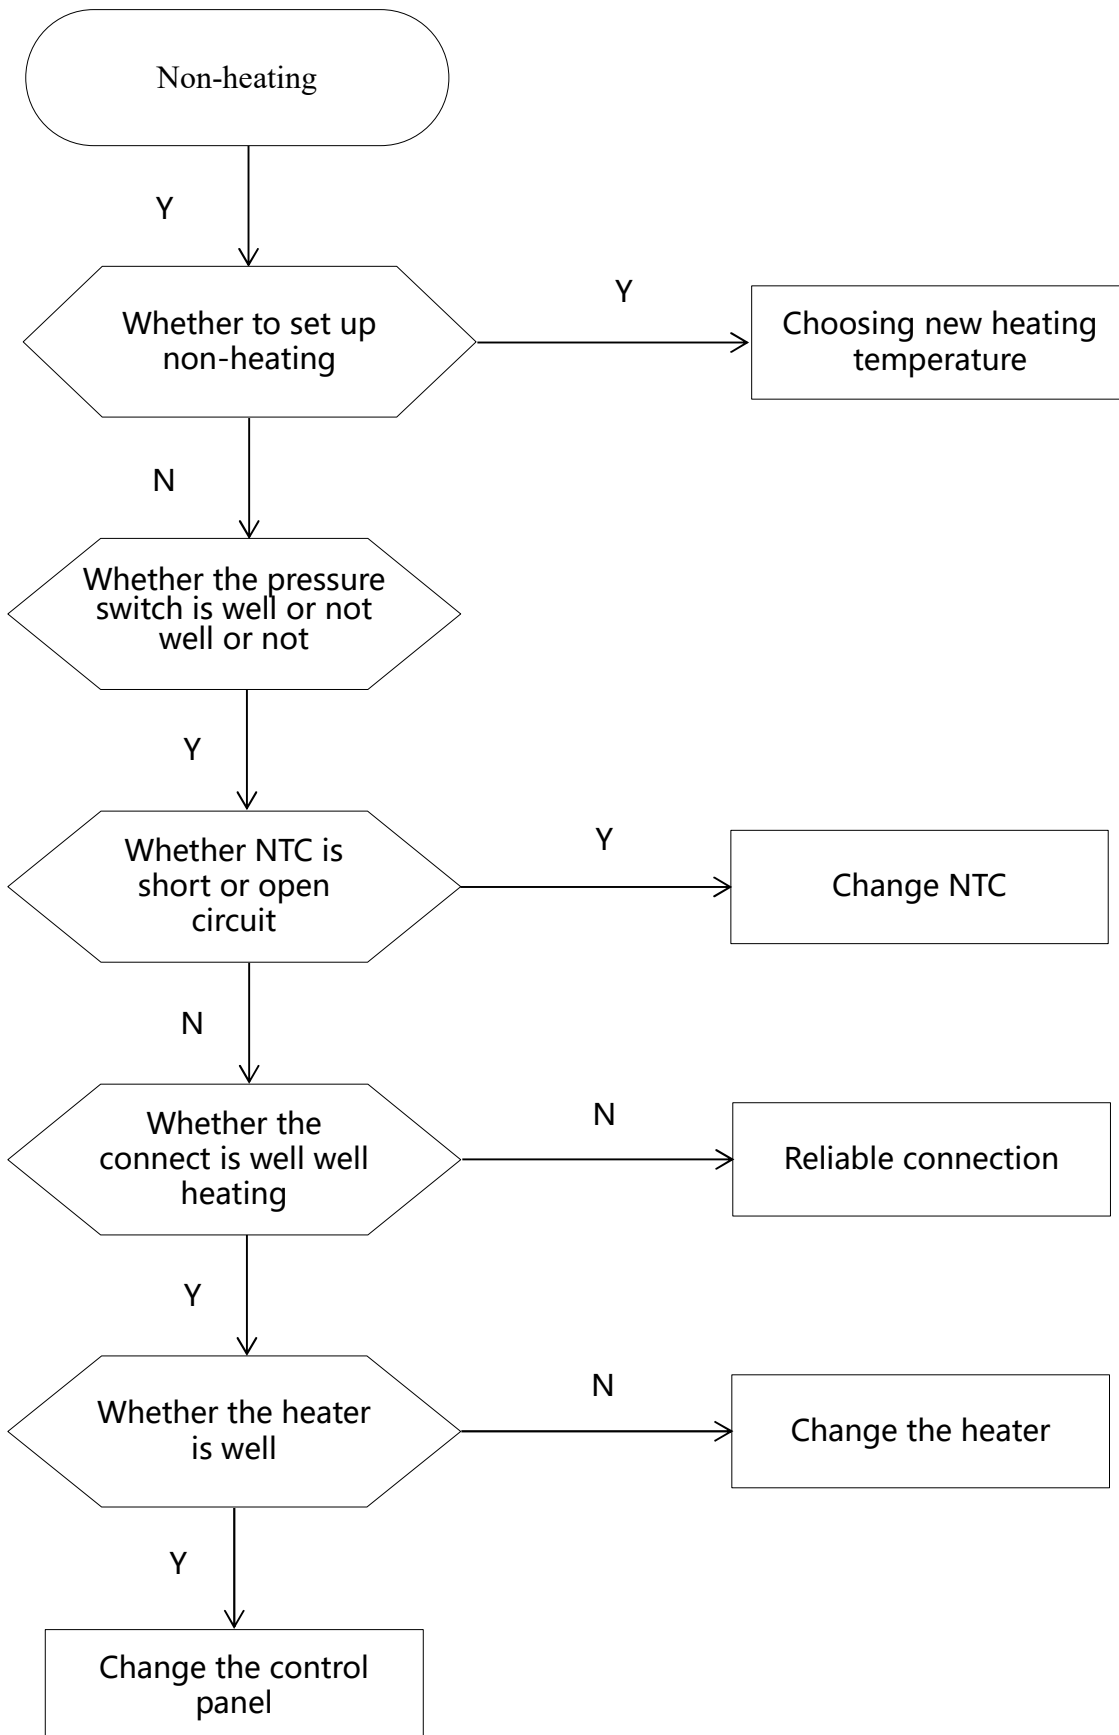 Non-heating
Y
Y
Whether to set up
non-heating
Choosing new heating
temperature
N
Whether the pressure
switch is well or not
well or not
Y
Y
Whether NTC is
short or open
circuit
Change NTC
N
N
Whether the
connect is well well
heating
Reliable connection
Y
N
Whether the heater
is well
Change the heater
Y
Change the control
panel